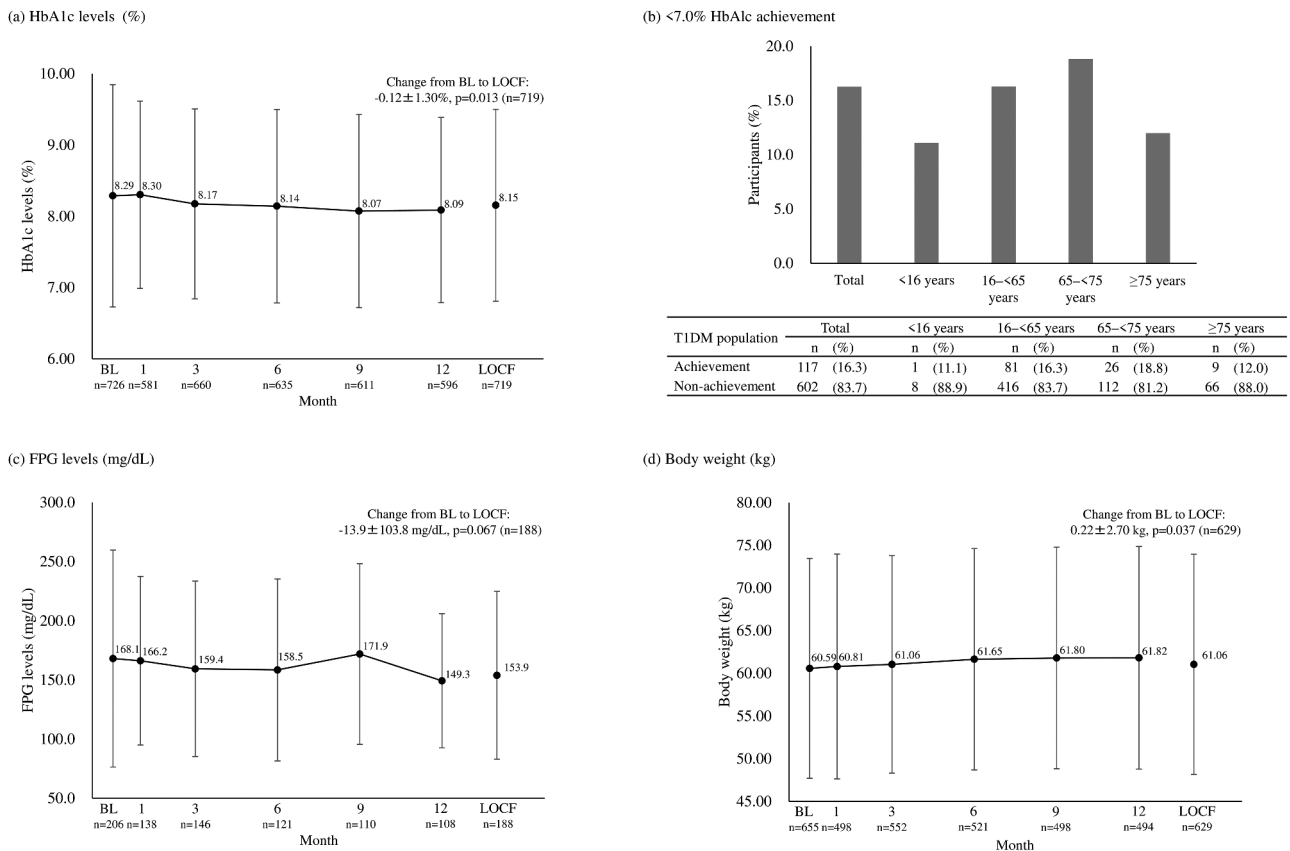 (a) HbA1c levels (%)
10.00
9.00
8.00
7.00
6.00
HbA1c levels (%)
Change from BL to LOCF:
-0.12±1.30%, p=0.013 (n=719)
8.29 8.30 8.17 8.14 8.07 8.09 8.15
BL 1 3 6 9 12 LOCF
n=726 n=581 n=660 n=635 n=611 n=596 n=719
Month
(b) <7.0% HbAlc achievement
20.0
15.0
10.0
5.0
0.0
Participants (%)
Total <16 years 16–<65 years 65–<75 years ≥75 years
T1DM population Total <16 years 16–<65 years 65–<75 years ≥75 years
n (%) n (%) n (%) n (%) n (%)
Achievement 117 (16.3) 1 (11.1) 81 (16.3) 26 (18.8) 9 (12.0)
Non-achievement 602 (83.7) 8 (88.9) 416 (83.7) 112 (81.2) 66 (88.0)
(c) FPG levels (mg/dL)
300.0
250.0
200.0
150.0
100.0
50.0
FPG levels (mg/dL)
Change from BL to LOCF:
-13.9±103.8 mg/dL, p=0.067 (n=188)
168.1 166.2 159.4 158.5 171.9 149.3 153.9
BL 1 3 6 9 12 LOCF
n=206 n=138 n=146 n=121 n=110 n=108 n=188
Month
(d) Body weight (kg)
80.00
75.00
70.00
65.00
60.00
55.00
50.00
45.00
Body weight (kg)
Change from BL to LOCF:
0.22±2.70 kg, p=0.037 (n=629)
60.59 60.81 61.06 61.65 61.80 61.82 61.06
BL 1 3 6 9 12 LOCF
n=655 n=498 n=552 n=521 n=498 n=494 n=629
Month